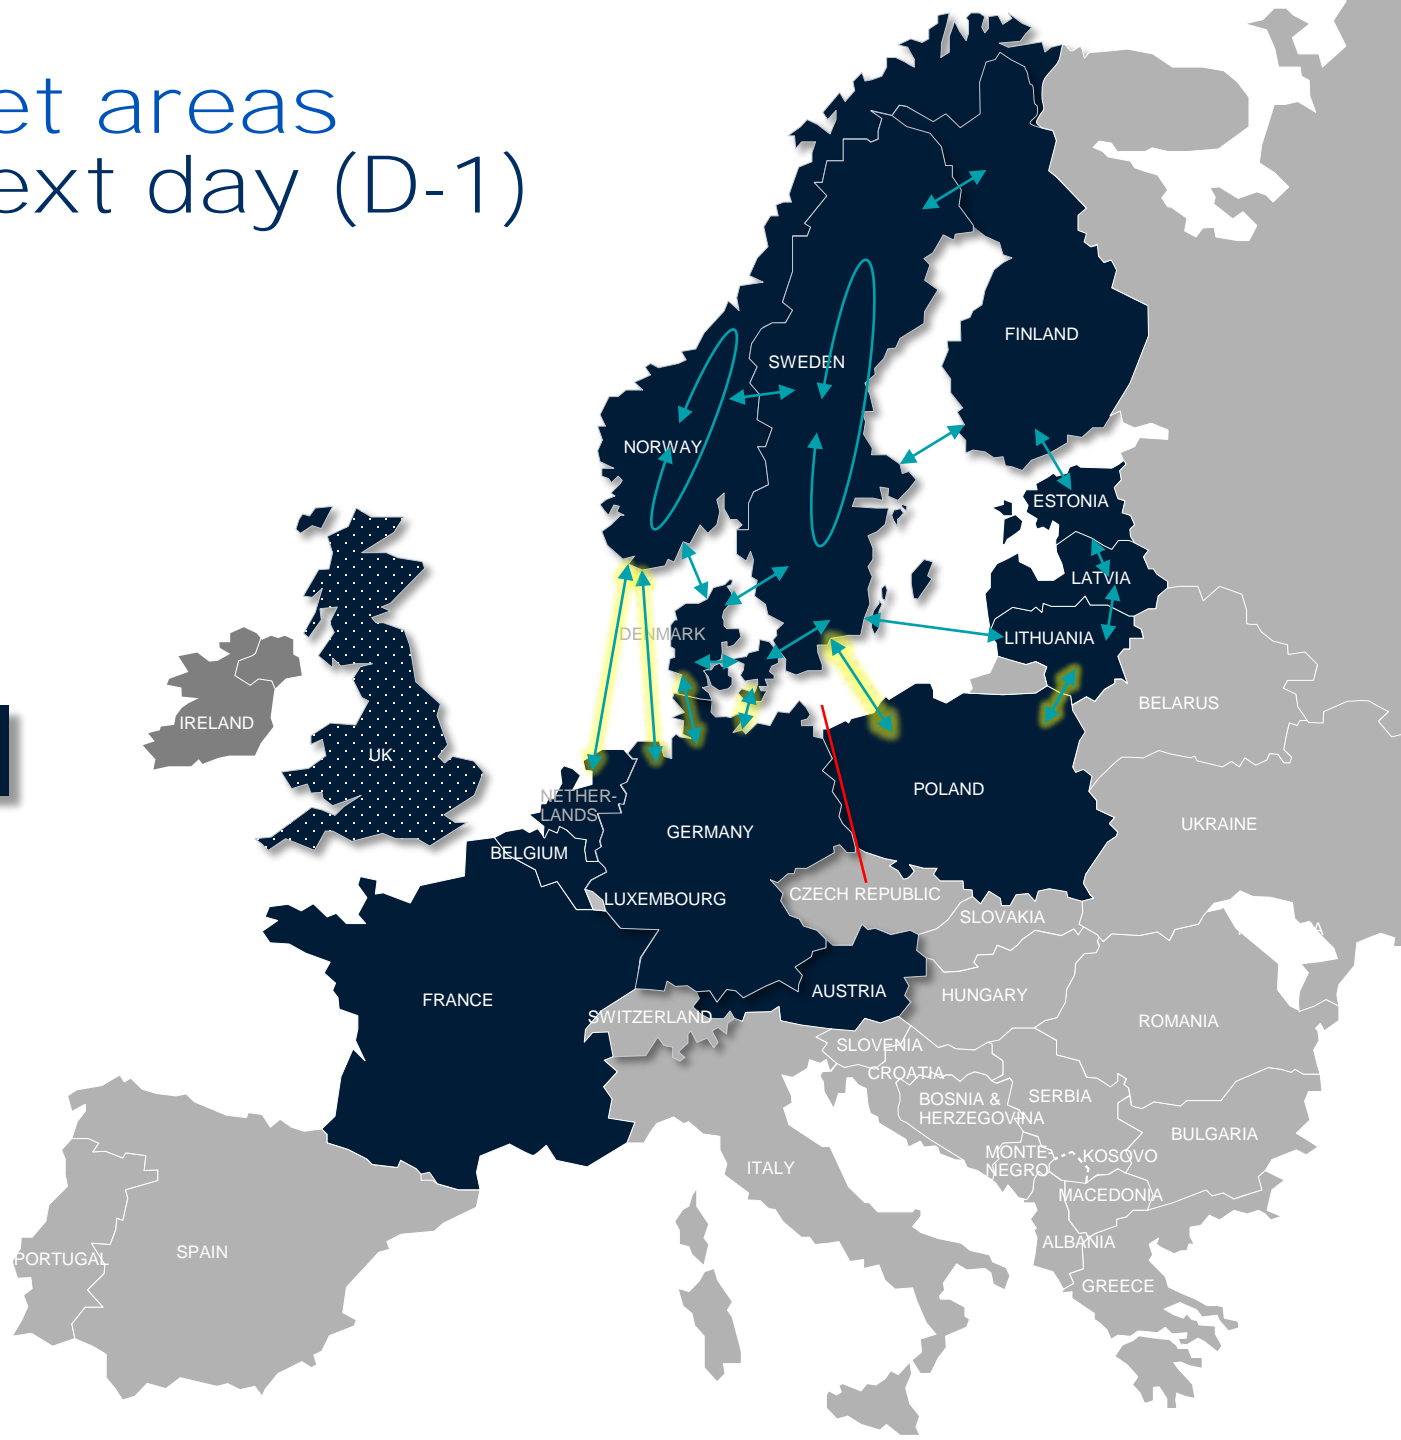 et areas
ext day (D-1)
FINLAND
SWEDEN
NORWAY
ESTONIA
LATVIA
DENMARK
LITHUANIA
BELARUS
IRELAND
UK
POLAND
NETHER-
LANDS
GERMANY
UKRAINE
BELGIUM
LUXEMBOURG
CZECH REPUBLIC
SLOVAKIA
FRANCE
AUSTRIA
HUNGARY
SWITZERLAND
ROMANIA
SLOVENIA
CROATIA
BOSNIA &
HERZEGOVINA
SERBIA
BULGARIA
MONTE-
NEGRO
KOSOVO
ITALY
MACEDONIA
ALBANIA
PORTUGAL
SPAIN
GREECE